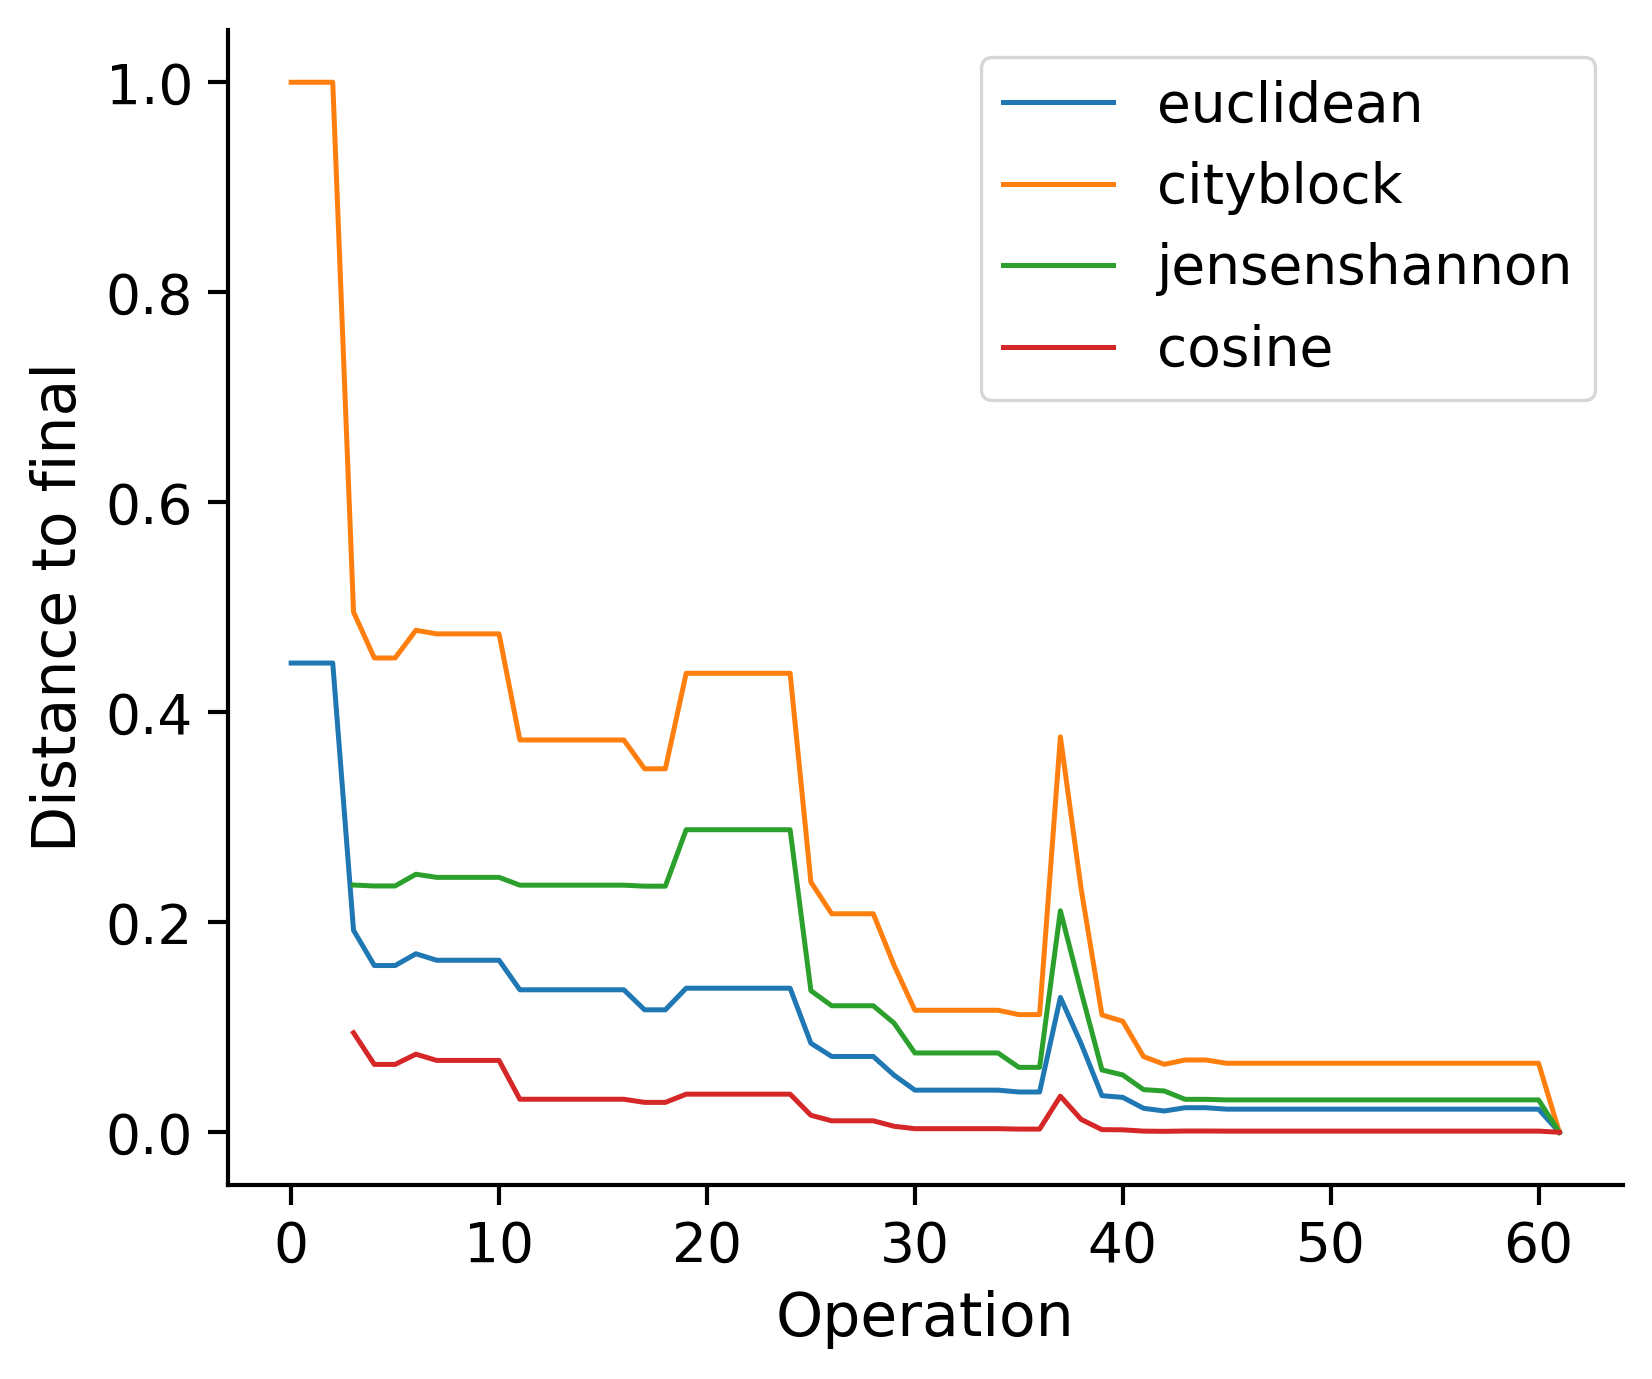 euclidean
cityblock
jensenshannon
cosine
1.0
0.8
0.6
0.4
0.2
0.0
Distance to final
0 10 20 30 40 50 60
Operation